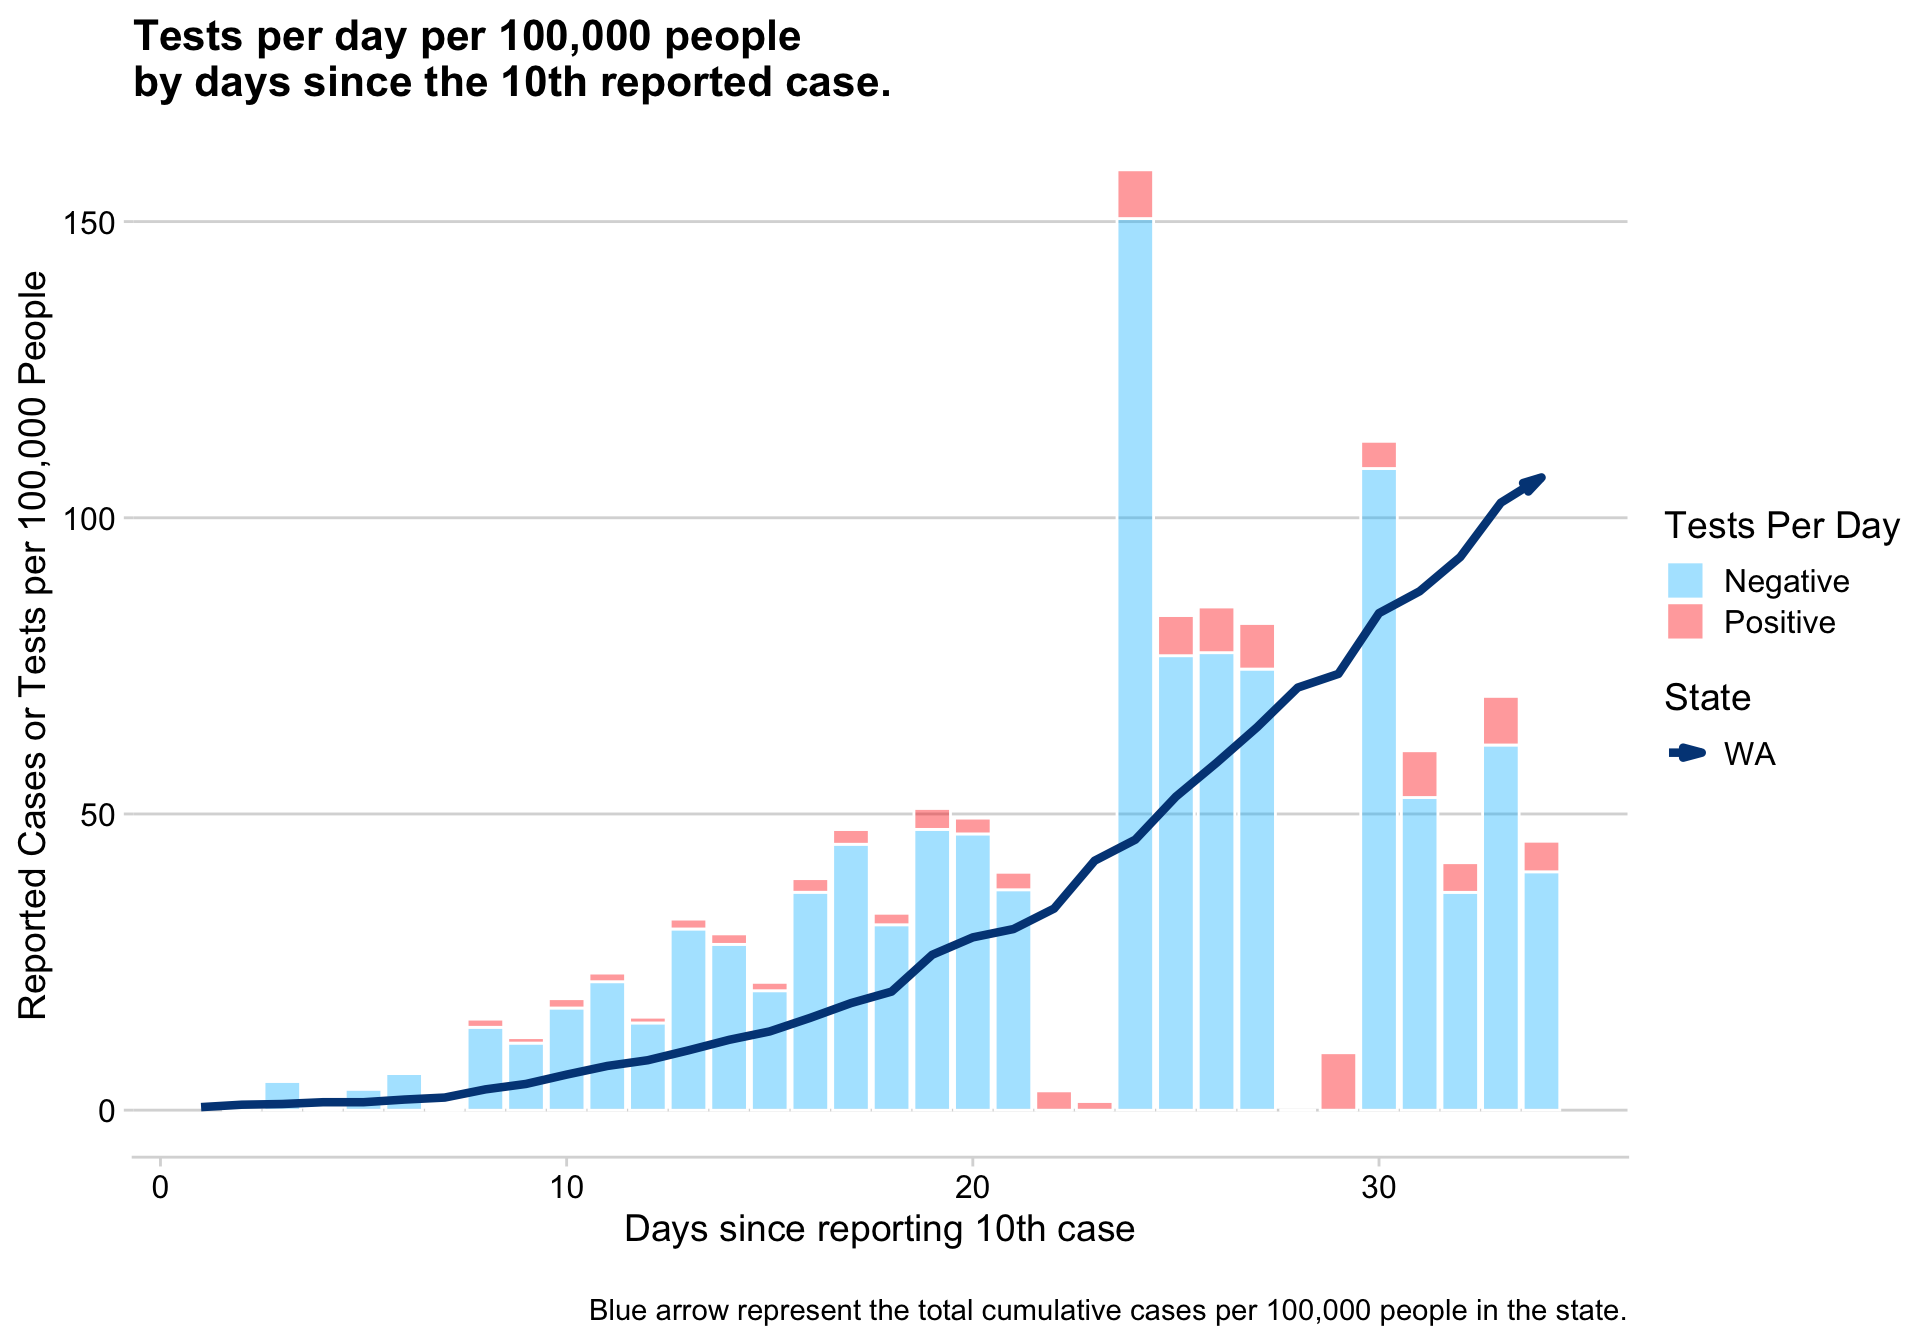 Tests per day per 100,000 people
by days since the 10th reported case.
Reported Cases or Tests per 100,000 People
150
100
50
0
0
10
20
30
Days since reporting 10th case
Tests Per Day
Negative
Positive
State
WA
Blue arrow represent the total cumulative cases per 100,000 people in the state.